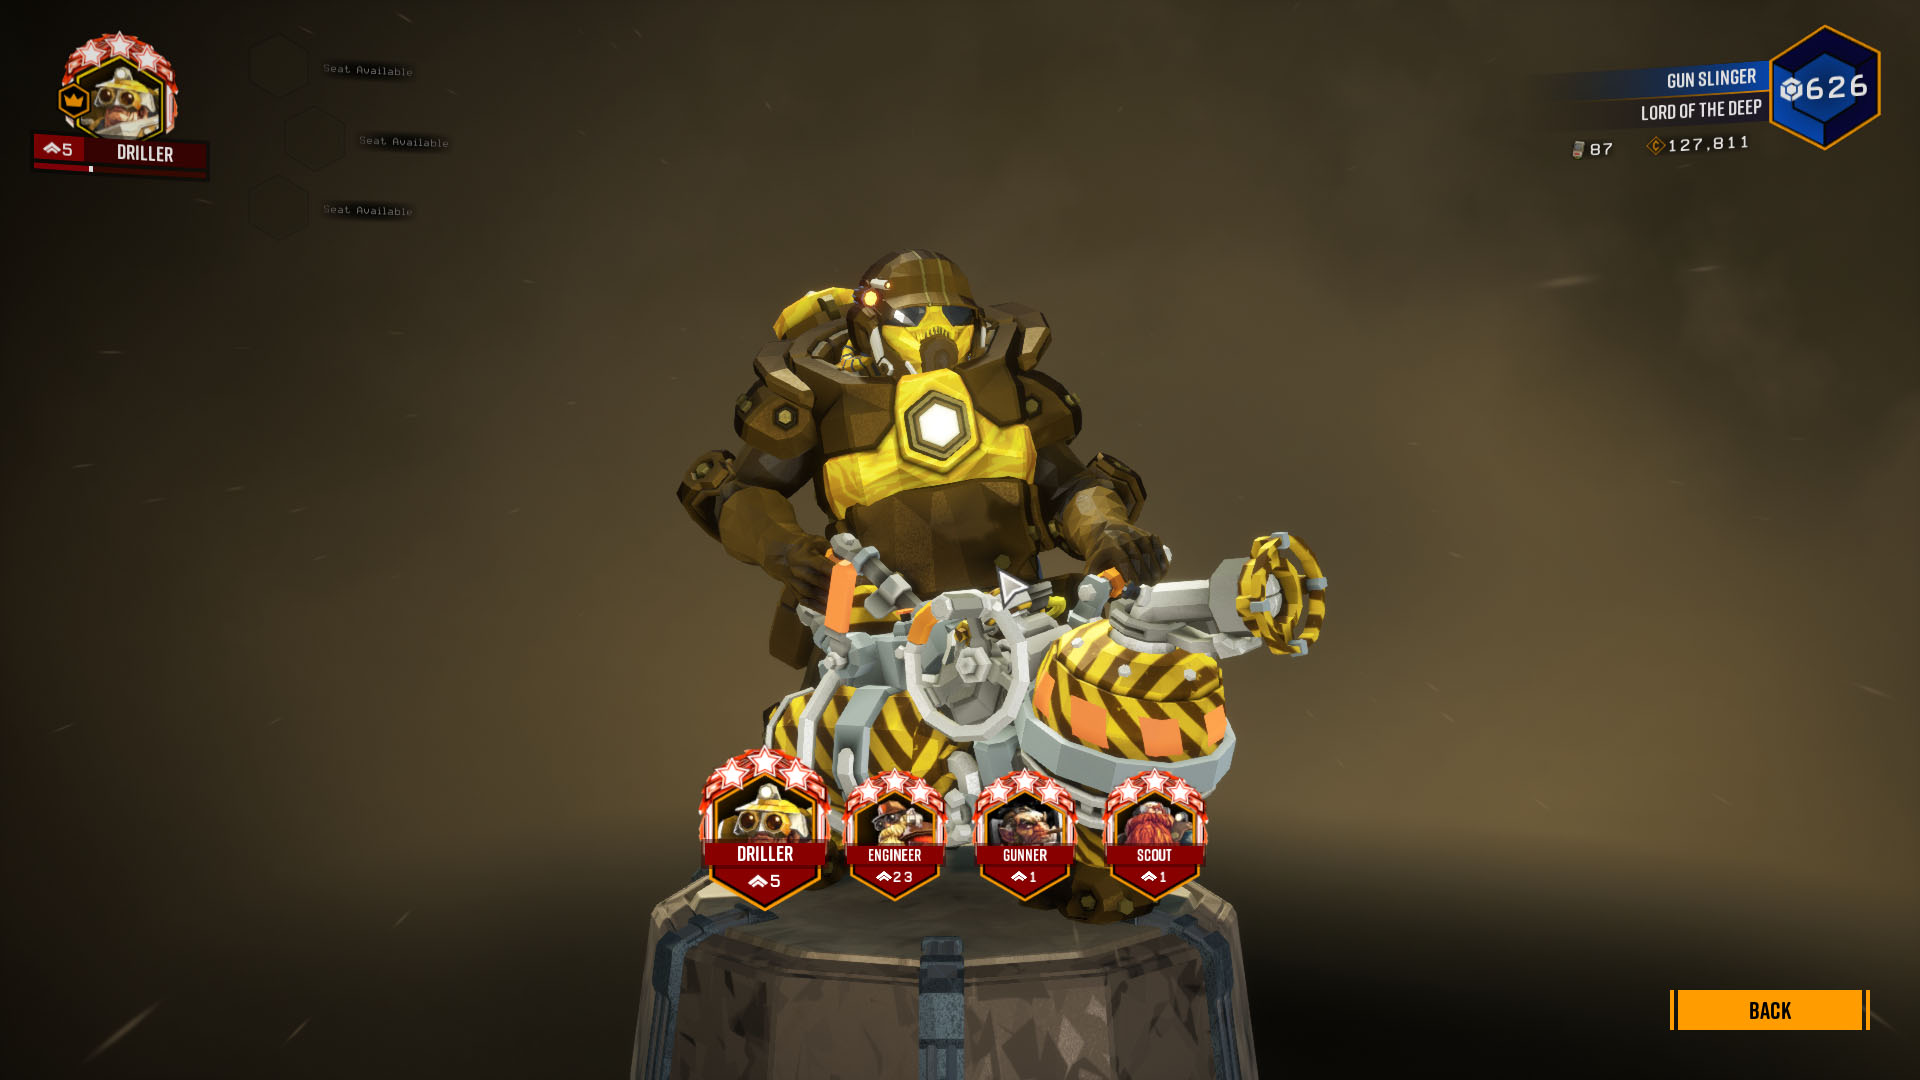 5 DRILLER
Seat Available
Seat Available
Seat Available
GUN SLINGER
LORD OF THE DEEP
626
87 127,811
DRILLER
5
ENGINEER
23
GUNNER
1
SCOUT
1
BACK